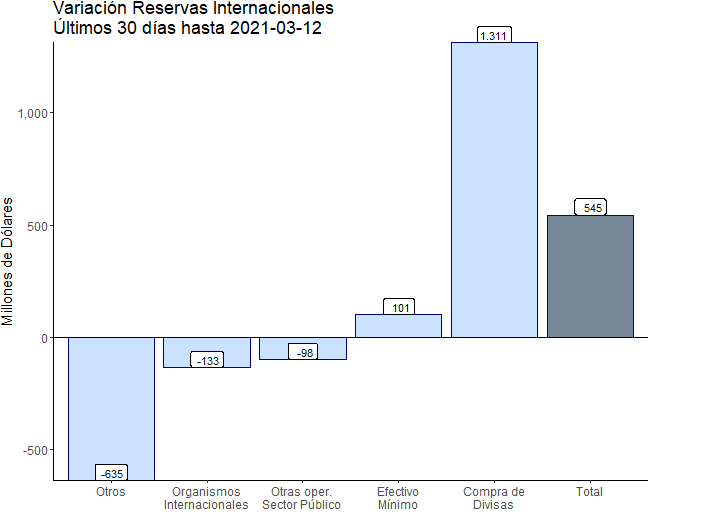 Variación Reservas Internacionales
Últimos 30 días hasta 2021-03-12
Millones de Dólares
1,000
500
0
-500
-635
-133
-98
101
1.311
545
Otros
Organismos
Internacionales
Otras oper.
Sector Público
Efectivo
Mínimo
Compra de
Divisas
Total